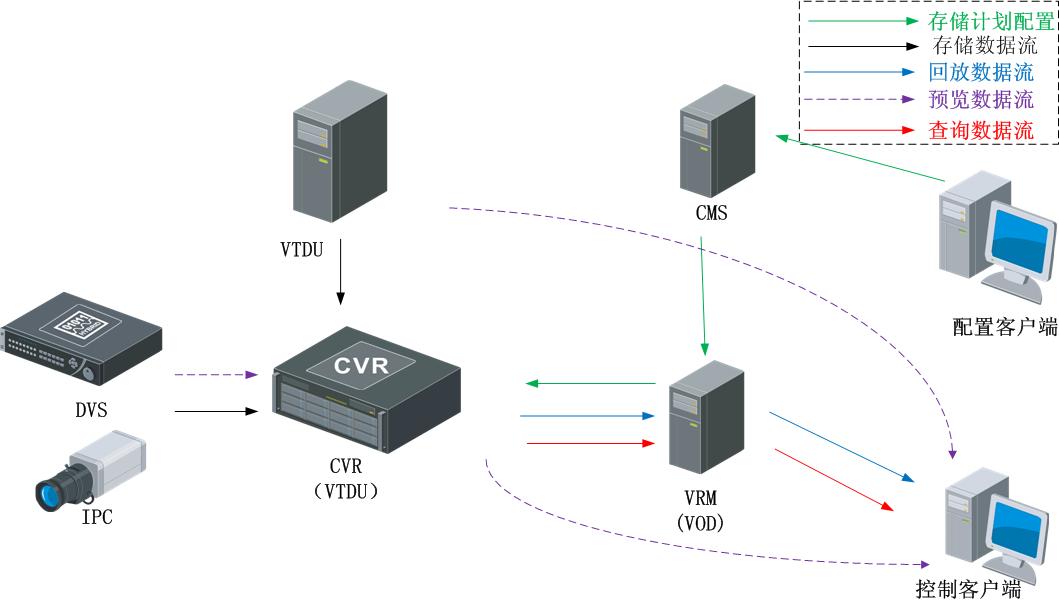 存储计划配置
存储数据流
回放数据流
预览数据流
查询数据流
CMS
VTDU
配置客户端
01011
HYBRID
CVR
DVS
CVR
(VTDU)
IPC
VRM
(VOD)
控制客户端